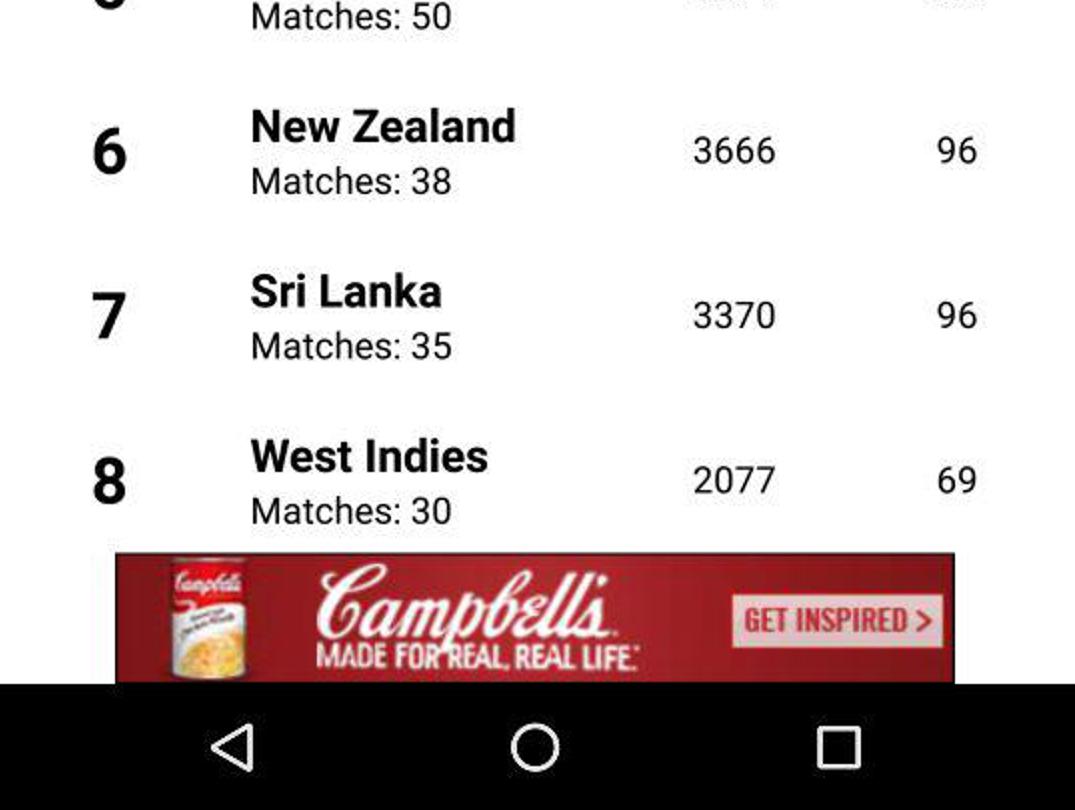 Matches: 50
6
New Zealand
3666
96
Matches: 38
7
Sri Lanka
3370
96
Matches: 35
8
West Indies
2077
69
Matches: 30
Campbell's
Campbell's.
MADE FOR REAL, REAL LIFE.
GET INSPIRED >